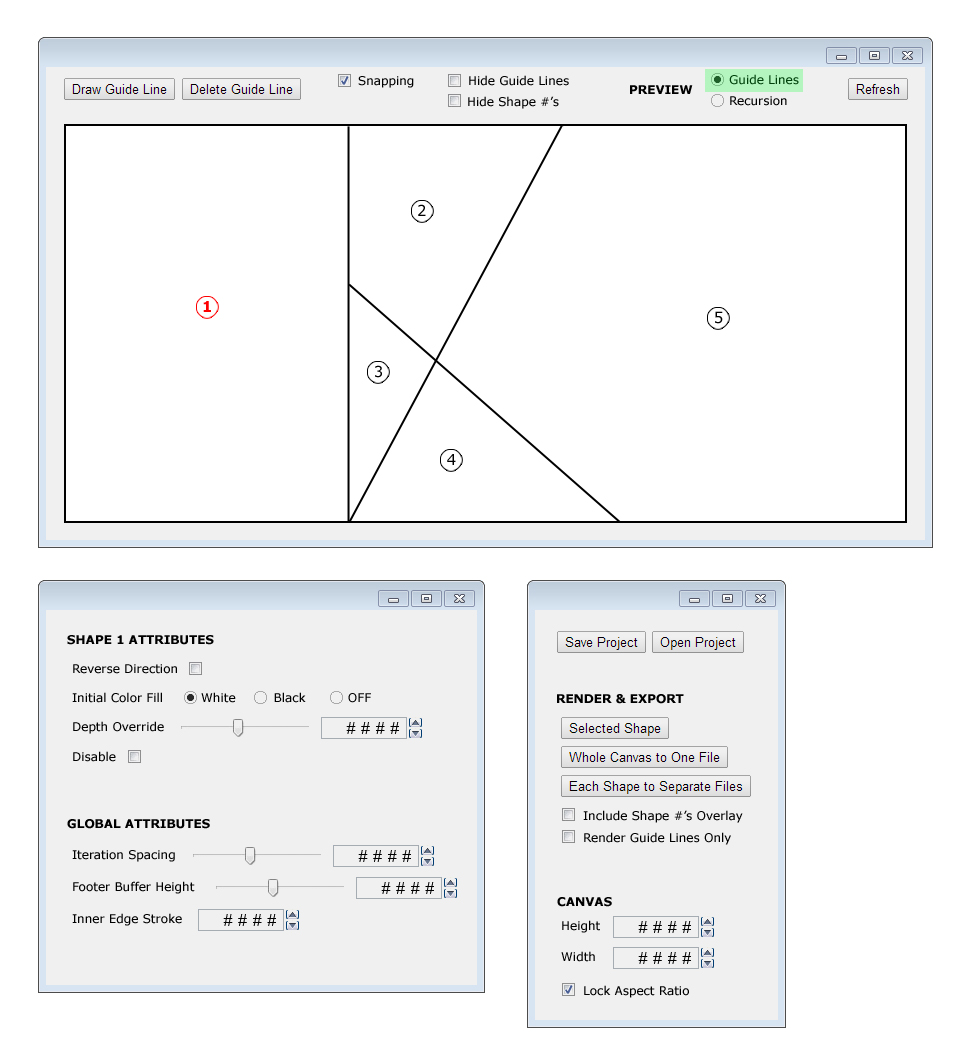 Draw Guide Line Delete Guide Line Snapping Hide Guide Lines PREVIEW Guide Lines Refresh
Hide Shape #'s Recursion
2
1
5
3
4
SHAPE 1 ATTRIBUTES
Reverse Direction
Initial Color Fill White Black OFF
Depth Override ####
Disable
GLOBAL ATTRIBUTES
Iteration Spacing ####
Footer Buffer Height ####
Inner Edge Stroke ####
Save Project Open Project
RENDER & EXPORT
Selected Shape
Whole Canvas to One File
Each Shape to Separate Files
Include Shape #'s Overlay
Render Guide Lines Only
CANVAS
Height ####
Width ####
Lock Aspect Ratio